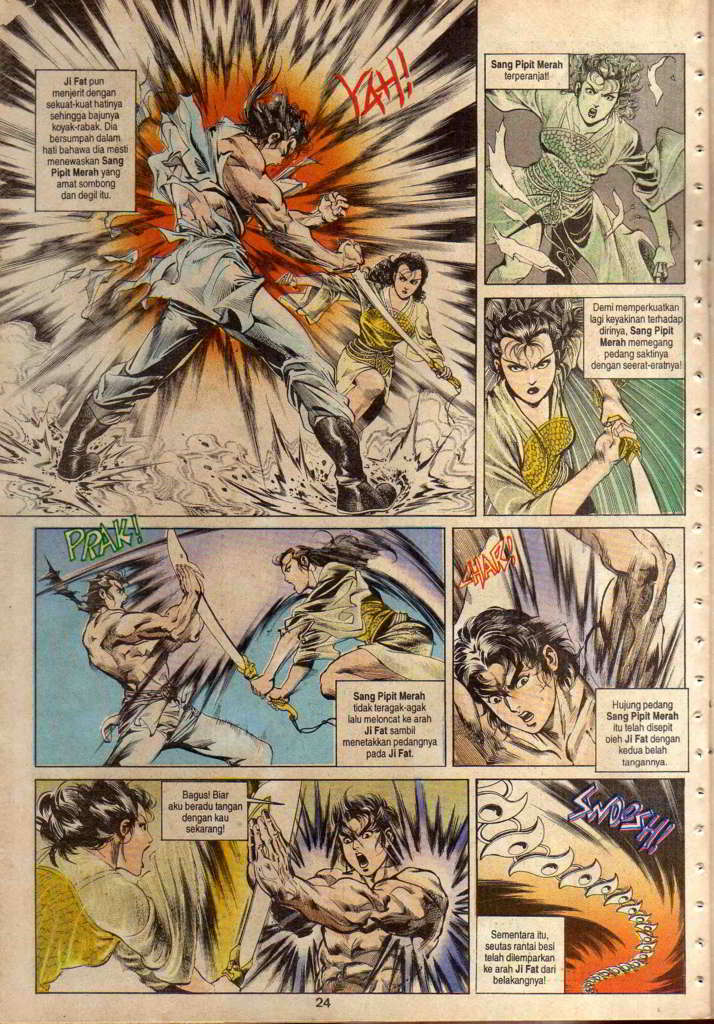 Ji Fat pun
menjerit dengan
sekuat-kuat hatinya
sehingga bajunya
koyak-rabak. Dia
bersumpah dalam
hati bahawa dia mesti
menewaskan Sang
Pipit Merah yang
amat sombong
dan degil itu.
YAH!
Sang Pipit Merah
terperanjat!
Demi memperkuatkan
lagi keyakinan terhadap
dirinya, Sang Pipit
Merah memegang
pedang saktinya
dengan seerat-eratnya!
PRAK!
Sang Pipit Merah
tidak teragak-agak
lalu meloncat ke arah
Ji Fat sambil
menetakkan pedangnya
pada Ji Fat.
HAR!
Hujung pedang
Sang Pipit Merah
itu telah disepit
oleh Ji Fat dengan
kedua belah
tangannya.
Bagus! Biar
aku beradu tangan
dengan kau
sekarang!
SWOOSH!
Sementara itu,
seutas rantai besi
telah dilemparkan
ke arah Ji Fat dari
belakangnya!
24